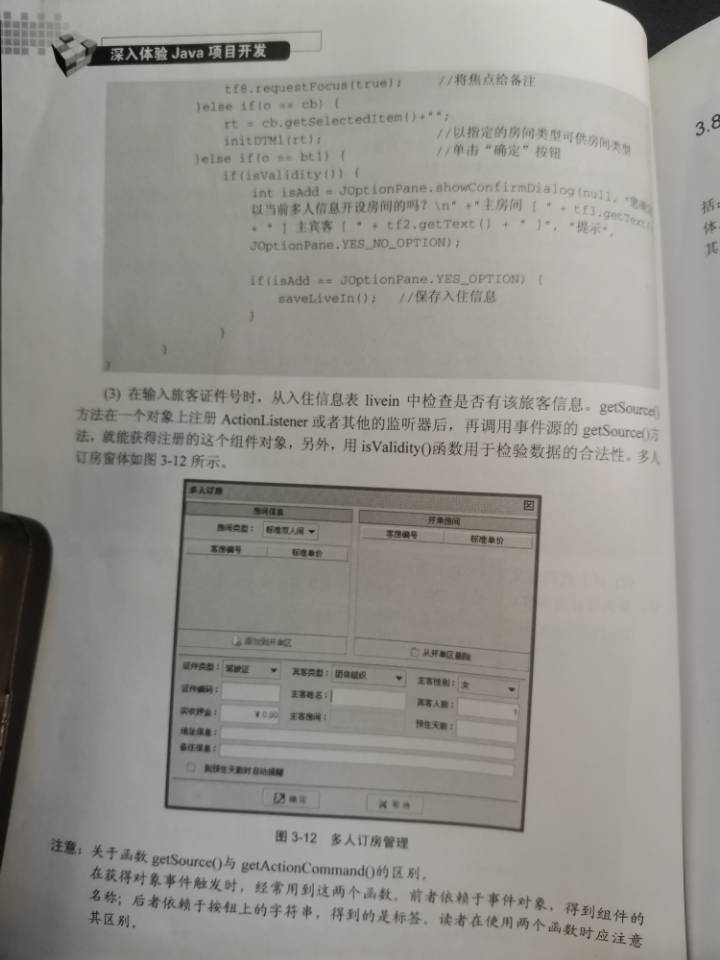 深入体验 Java 项目开发
tf8.requestFocus(true); //将焦点给备注
}else if(o == cb) {
rt = cb.getSelectedItem()+"";
initDTM1(rt); //以指定的房间类型可供房间类型
}else if(o == bt1) { //单击“确定”按钮
if(isValidity()) {
int isAdd = JOptionPane.showConfirmDialog(null,
以当前多人信息开设房间的吗? \n" +"主房间 [ " + tf3.getText()
+ " ] 主宾客 [ " + tf2.getText() + " ]", "提示",
JOptionPane.YES_NO_OPTION);
if(isAdd == JOptionPane.YES_OPTION) {
saveLiveIn(); //保存入住信息
}
}
}
}
(3) 在输入旅客证件号时，从入住信息表 livein 中检查是否有该旅客信息。getSource()
方法在一个对象上注册 ActionListener 或者其他的监听器后，再调用事件源的 getSource()方
法，就能获得注册的这个组件对象，另外，用 isValidity()函数用于检验数据的合法性。多人
订房窗体如图 3-12 所示。
多人订房
房间信息 开单房间
房间类型： 标准双人间
客房编号 标准单价 客房编号 标准单价
添加到开单区 从开单区删除
证件类型： 驾驶证 宾客类型： 团体组织 主客性别： 女
证件编码： 主客姓名： 宾客人数： 1
实收押金： ￥0.00 主客房间： 预住天数：
地址信息：
备注信息：
到预住天数时自动提醒
确定 取消
图 3-12 多人订房管理
注意：关于函数 getSource()与 getActionCommand()的区别。
在获得对象事件触发时，经常用到这两个函数。前者依赖于事件对象，得到组件的
名称；后者依赖于按钮上的字符串，得到的是标签。读者在使用两个函数时应注意
其区别。
3.8
括
体
其